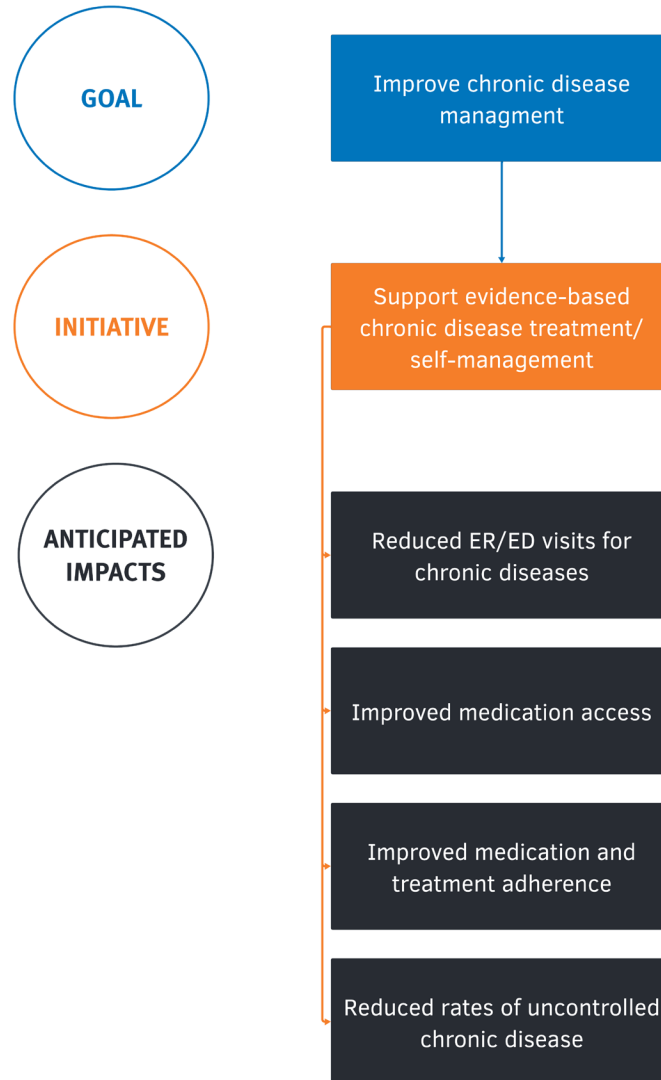 GOAL
Improve chronic disease
managment
INITIATIVE
Support evidence-based
chronic disease treatment/
self-management
ANTICIPATED
IMPACTS
Reduced ER/ED visits for
chronic diseases
Improved medication access
Improved medication and
treatment adherence
Reduced rates of uncontrolled
chronic disease